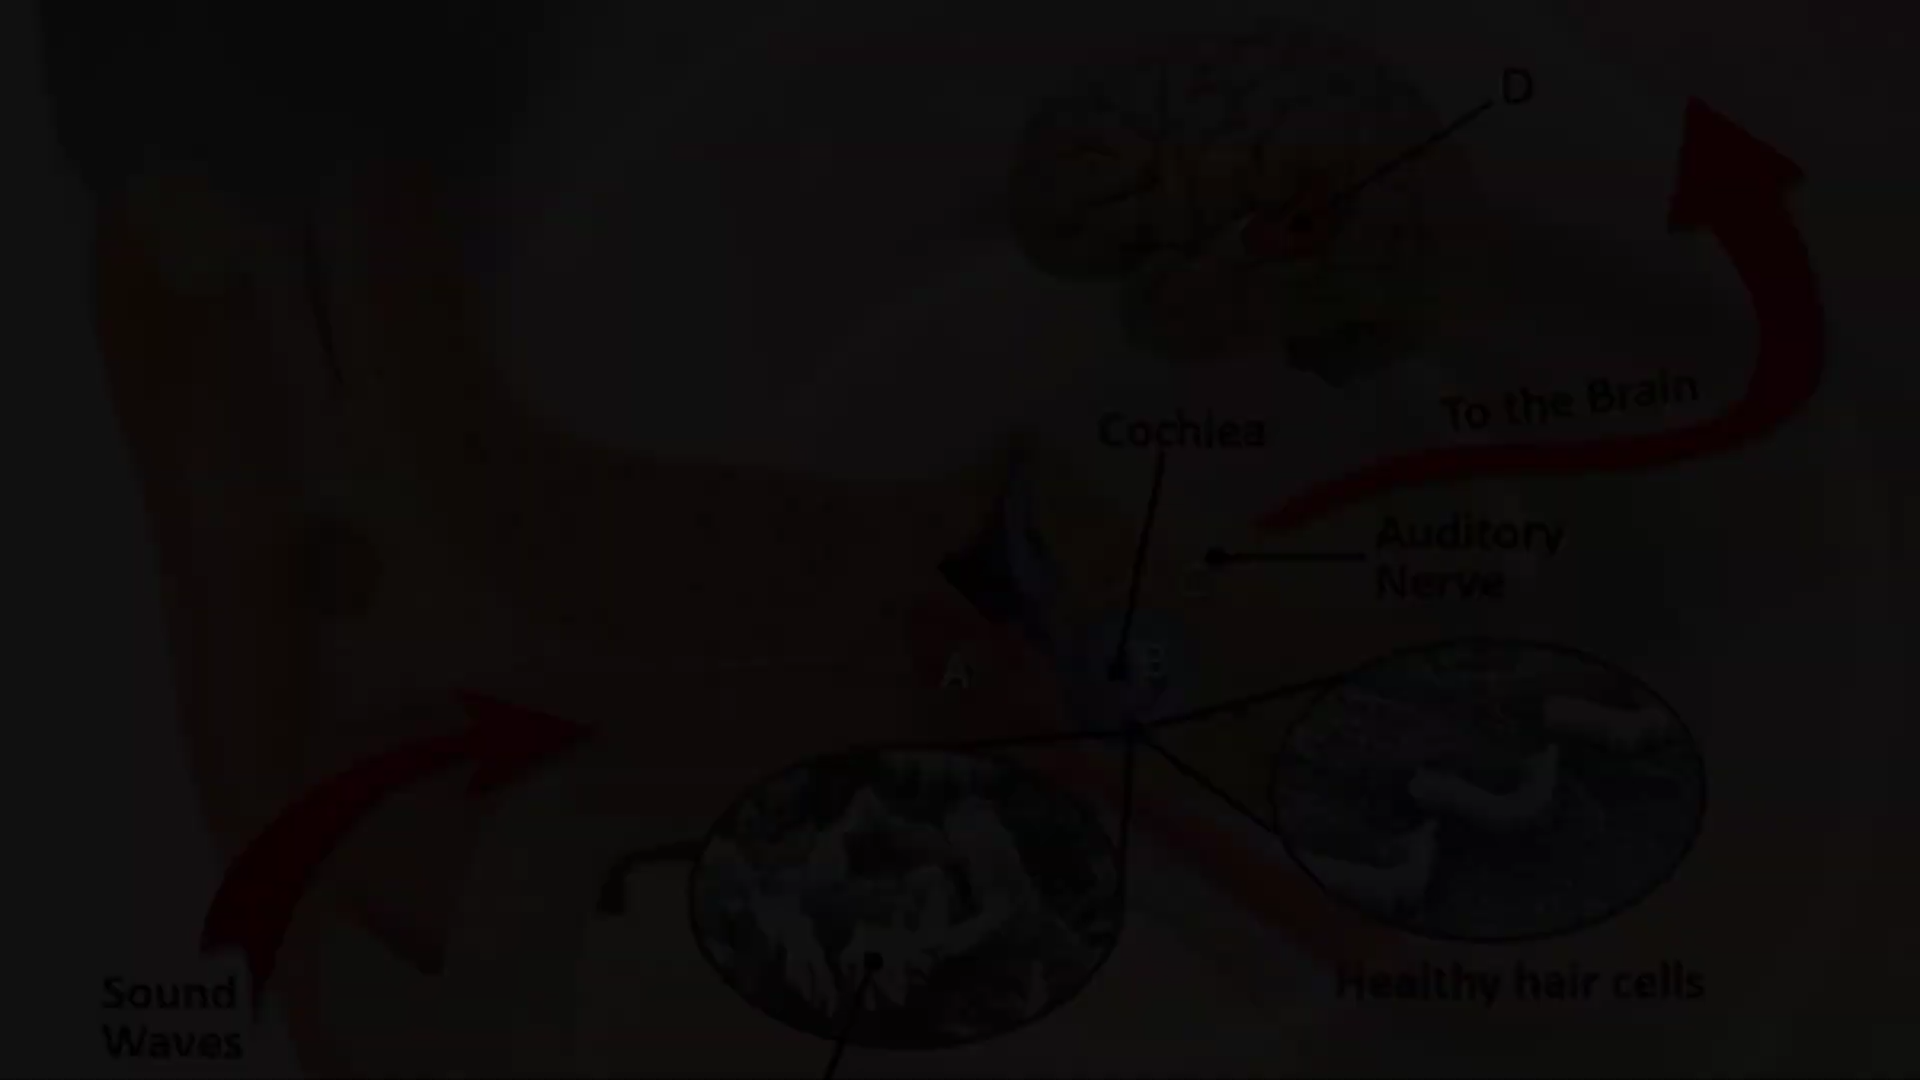 D
To the Brain
Cochlea
Auditory
Nerve
A
B
Healthy hair cells
Sound
Waves